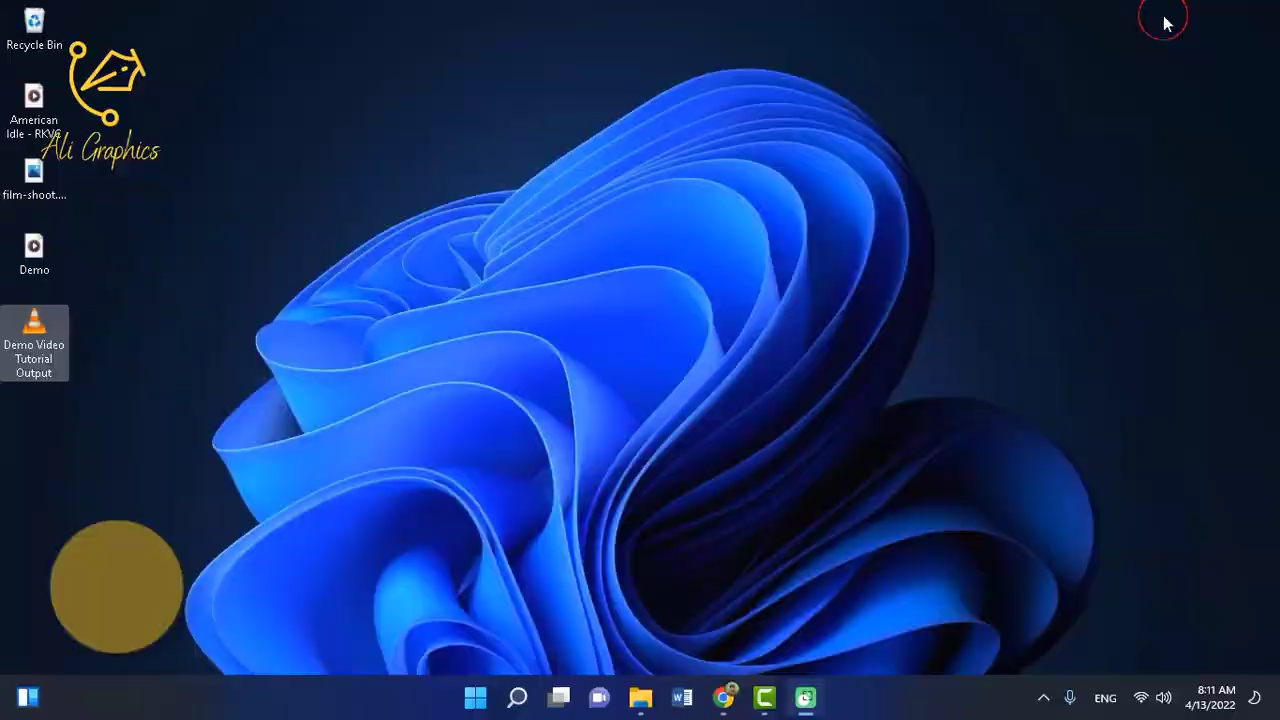 Recycle Bin
American
Idle - RKVC
Ali Graphics
film-shoot....
Demo
Demo Video
Tutorial
Output
ENG
8:11 AM
4/13/2022